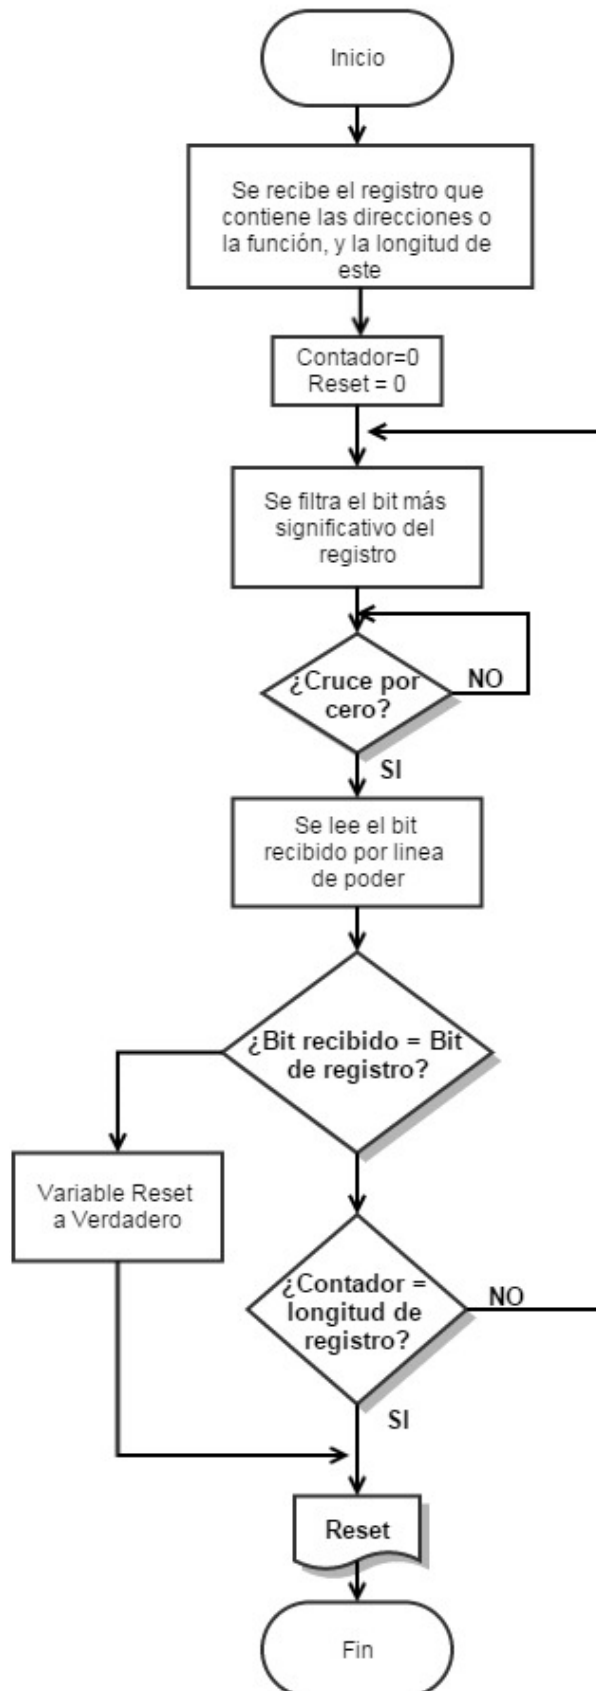 Inicio
Se recibe el registro que
contiene las direcciones o
la función, y la longitud de
este
Contador=0
Reset = 0
Se filtra el bit más
significativo del
registro
¿Cruce por
cero?
NO
SI
Se lee el bit
recibido por linea
de poder
¿Bit recibido = Bit
de registro?
Variable Reset
a Verdadero
¿Contador =
longitud de
registro?
NO
SI
Reset
Fin